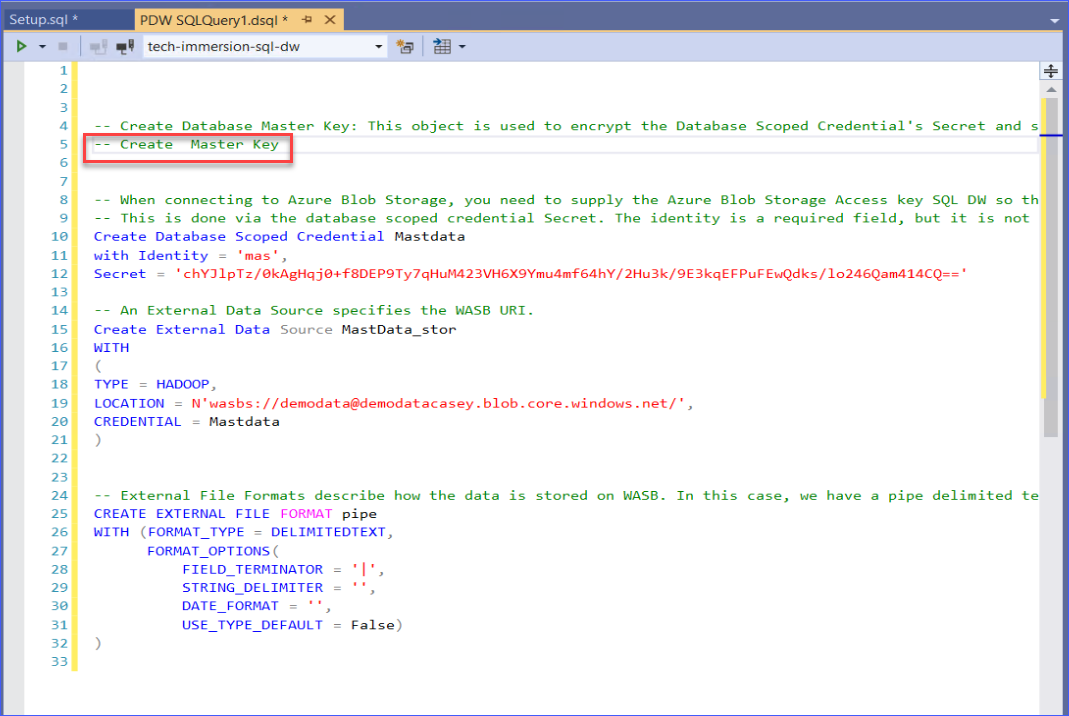 Setup.sql *
PDW SQLQuery1.dsql *
tech-immersion-sql-dw
1
2
3
4 -- Create Database Master Key: This object is used to encrypt the Database Scoped Credential's Secret and s
5 -- Create  Master Key
6
7
8 -- When connecting to Azure Blob Storage, you need to supply the Azure Blob Storage Access key SQL DW so th
9 -- This is done via the database scoped credential Secret. The identity is a required field, but it is not
10 Create Database Scoped Credential Mastdata
11 with Identity = 'mas',
12 Secret = 'chYJlpTz/0kAgHqj0+f8DEP9Ty7qHuM423VH6X9Ymu4mf64hY/2Hu3k/9E3kqEFPuFEwQdks/lo246Qam414CQ=='
13
14 -- An External Data Source specifies the WASB URI.
15 Create External Data Source MastData_stor
16 WITH
17 (
18 TYPE = HADOOP,
19 LOCATION = N'wasbs://demodata@demodatacasey.blob.core.windows.net/',
20 CREDENTIAL = Mastdata
21 )
22
23
24 -- External File Formats describe how the data is stored on WASB. In this case, we have a pipe delimited te
25 CREATE EXTERNAL FILE FORMAT pipe
26 WITH (FORMAT_TYPE = DELIMITEDTEXT,
27 FORMAT_OPTIONS(
28 FIELD_TERMINATOR = '|',
29 STRING_DELIMITER = '',
30 DATE_FORMAT = '',
31 USE_TYPE_DEFAULT = False)
32 )
33